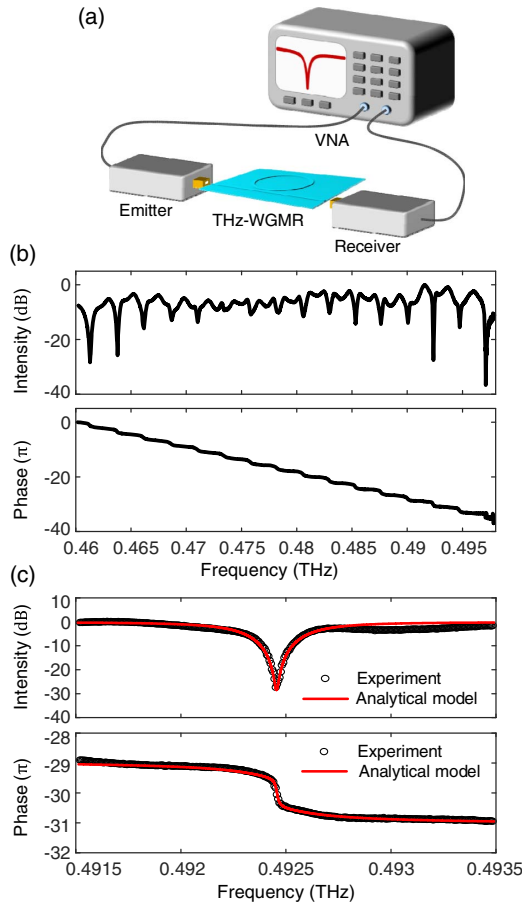 (a)
VNA
Emitter
THz-WGMR
Receiver
(b)
Intensity (dB)
0
-20
-40
Phase (π)
0
-20
-40
0.46 0.465 0.47 0.475 0.48 0.485 0.49 0.495
Frequency (THz)
(c)
Intensity (dB)
10
0
-10
-20
-30
-40
Experiment
Analytical model
Phase (π)
-28
-29
-30
-31
-32
Experiment
Analytical model
0.4915 0.492 0.4925 0.493 0.4935
Frequency (THz)